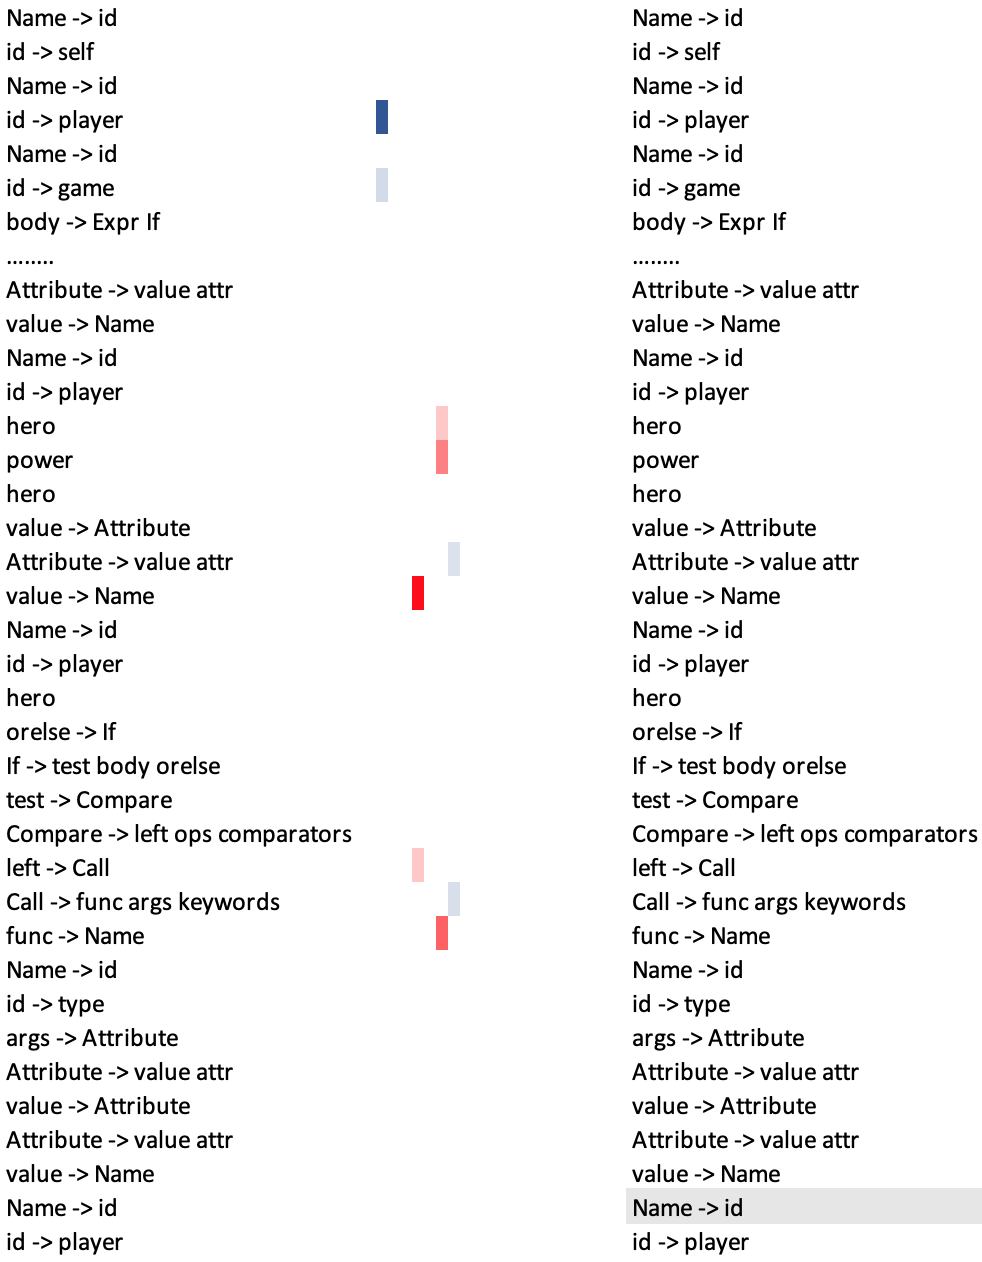 Name -> id
id -> self
Name -> id
id -> player
Name -> id
id -> game
body -> Expr If
........
Attribute -> value attr
value -> Name
Name -> id
id -> player
hero
power
hero
value -> Attribute
Attribute -> value attr
value -> Name
Name -> id
id -> player
hero
orelse -> If
If -> test body orelse
test -> Compare
Compare -> left ops comparators
left -> Call
Call -> func args keywords
func -> Name
Name -> id
id -> type
args -> Attribute
Attribute -> value attr
value -> Attribute
Attribute -> value attr
value -> Name
Name -> id
id -> player
Name -> id
id -> self
Name -> id
id -> player
Name -> id
id -> game
body -> Expr If
........
Attribute -> value attr
value -> Name
Name -> id
id -> player
hero
power
hero
value -> Attribute
Attribute -> value attr
value -> Name
Name -> id
id -> player
hero
orelse -> If
If -> test body orelse
test -> Compare
Compare -> left ops comparators
left -> Call
Call -> func args keywords
func -> Name
Name -> id
id -> type
args -> Attribute
Attribute -> value attr
value -> Attribute
Attribute -> value attr
value -> Name
Name -> id
id -> player